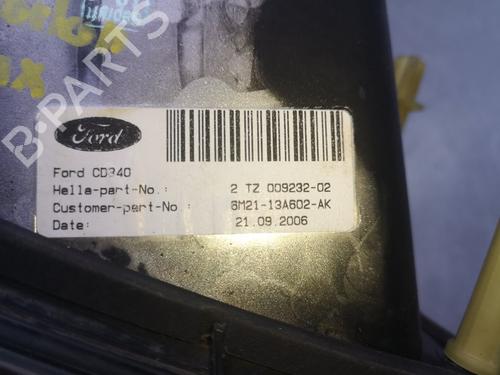 Ford
Ford CD340
Hella-part-No.: 2 TZ 009232-02
Customer-part-No.: 6M21-13A602-AK
Date: 21.09.2006
B-PARTS